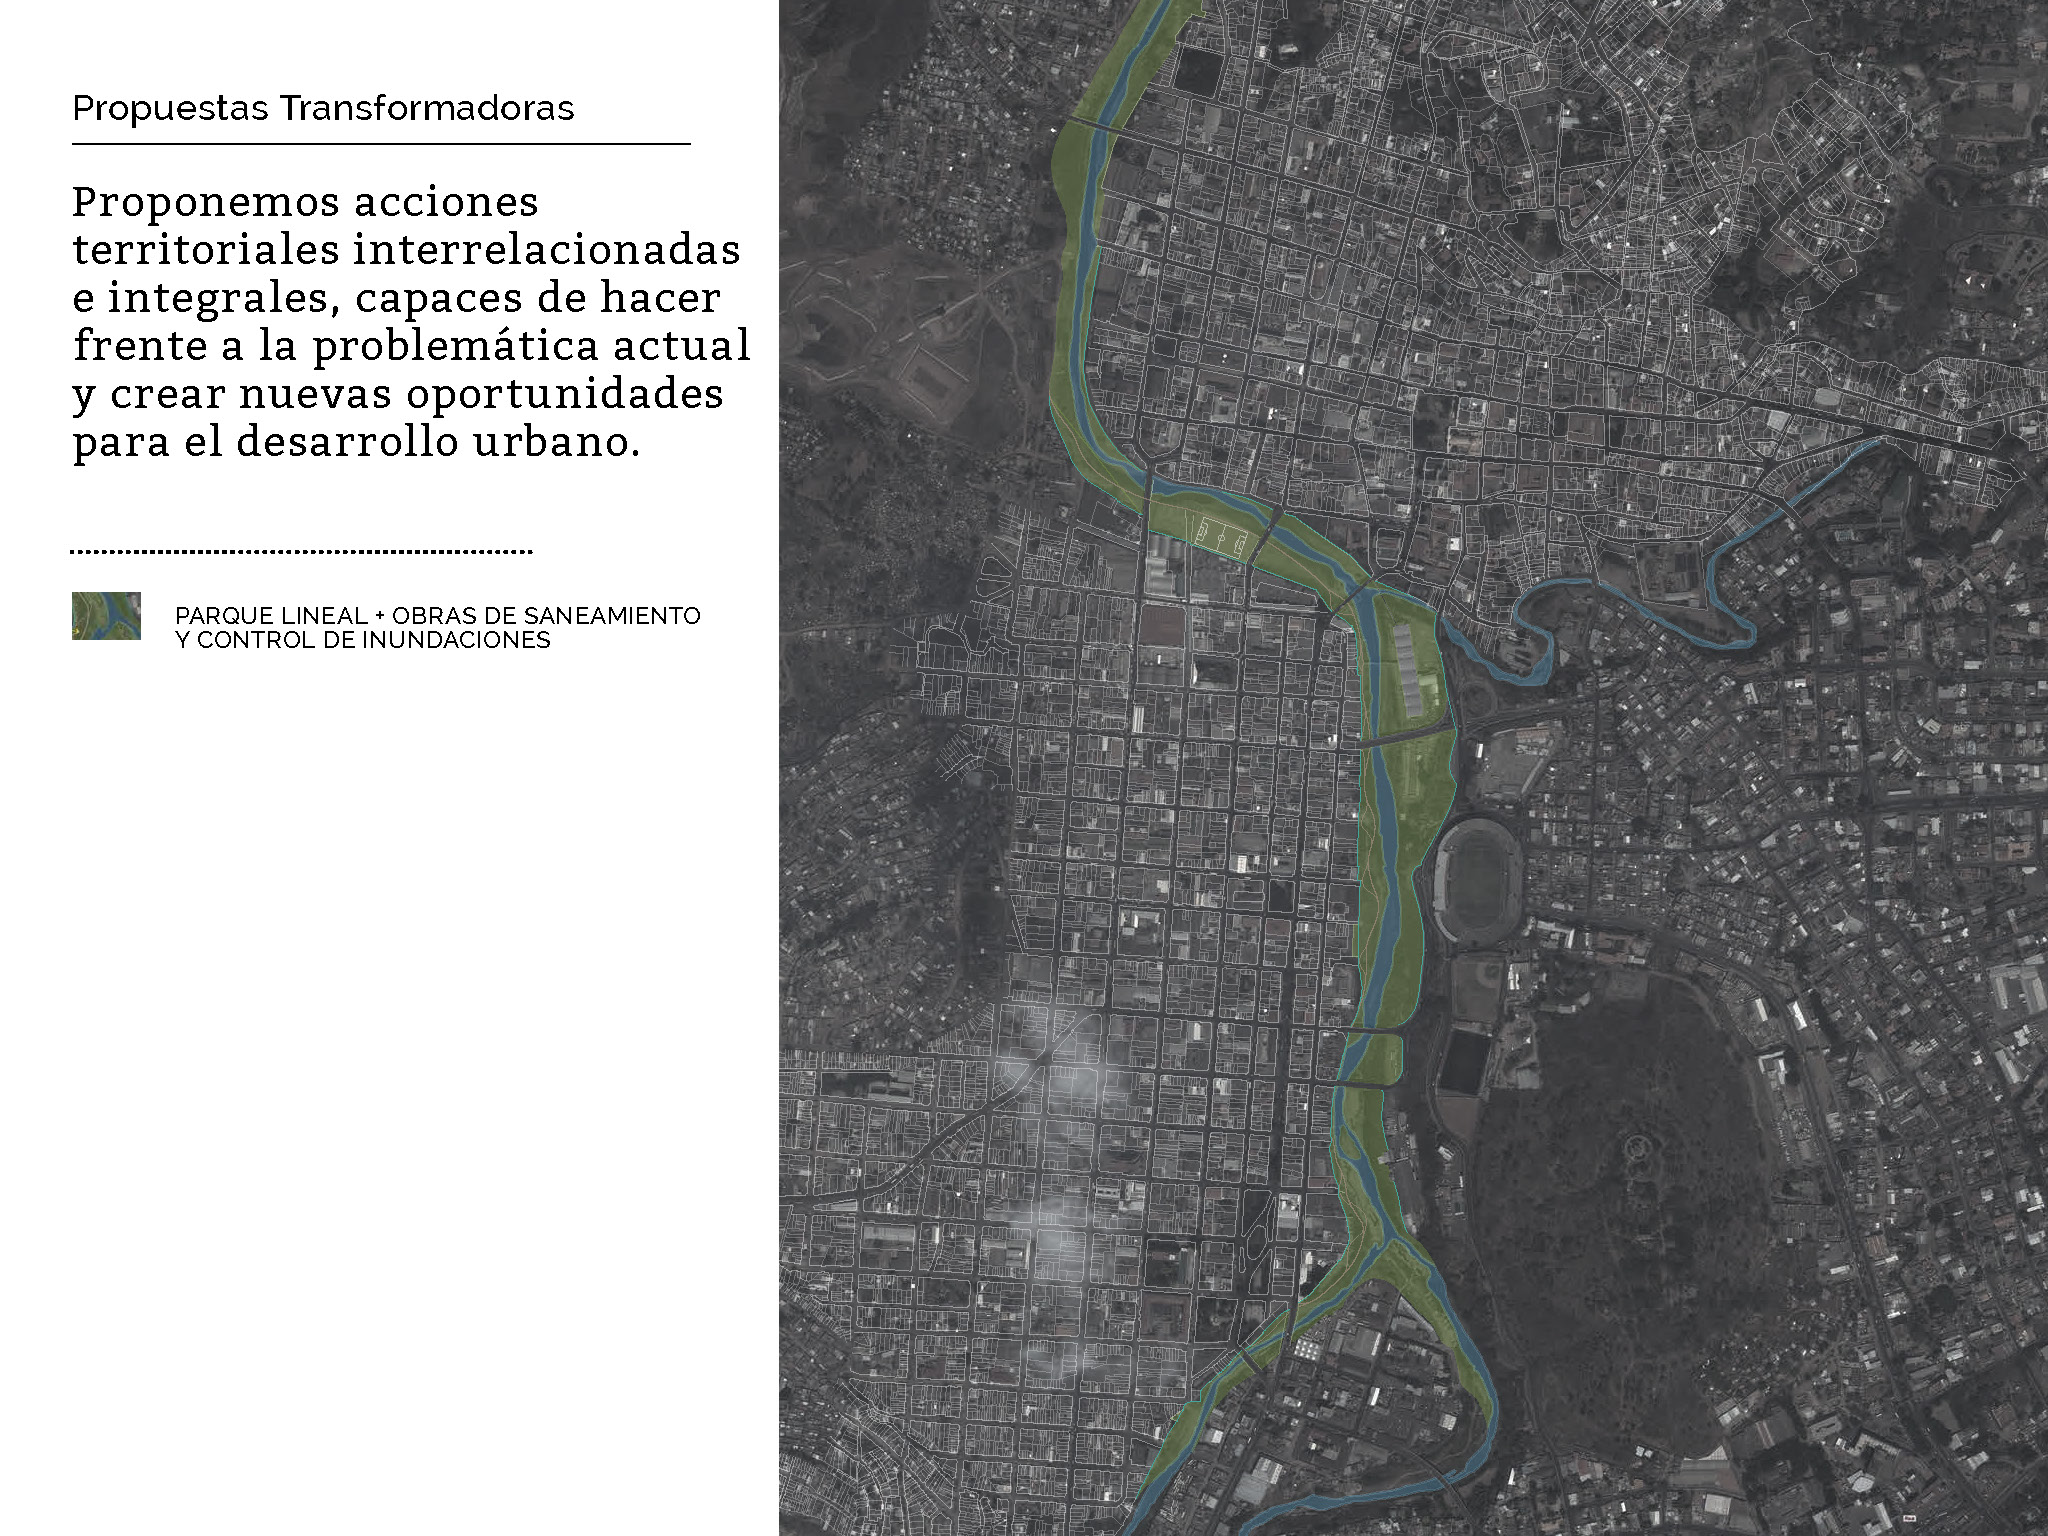 Propuestas Transformadoras
Proponemos acciones
territoriales interrelacionadas
e integrales, capaces de hacer
frente a la problemática actual
y crear nuevas oportunidades
para el desarrollo urbano.
PARQUE LINEAL + OBRAS DE SANEAMIENTO
Y CONTROL DE INUNDACIONES